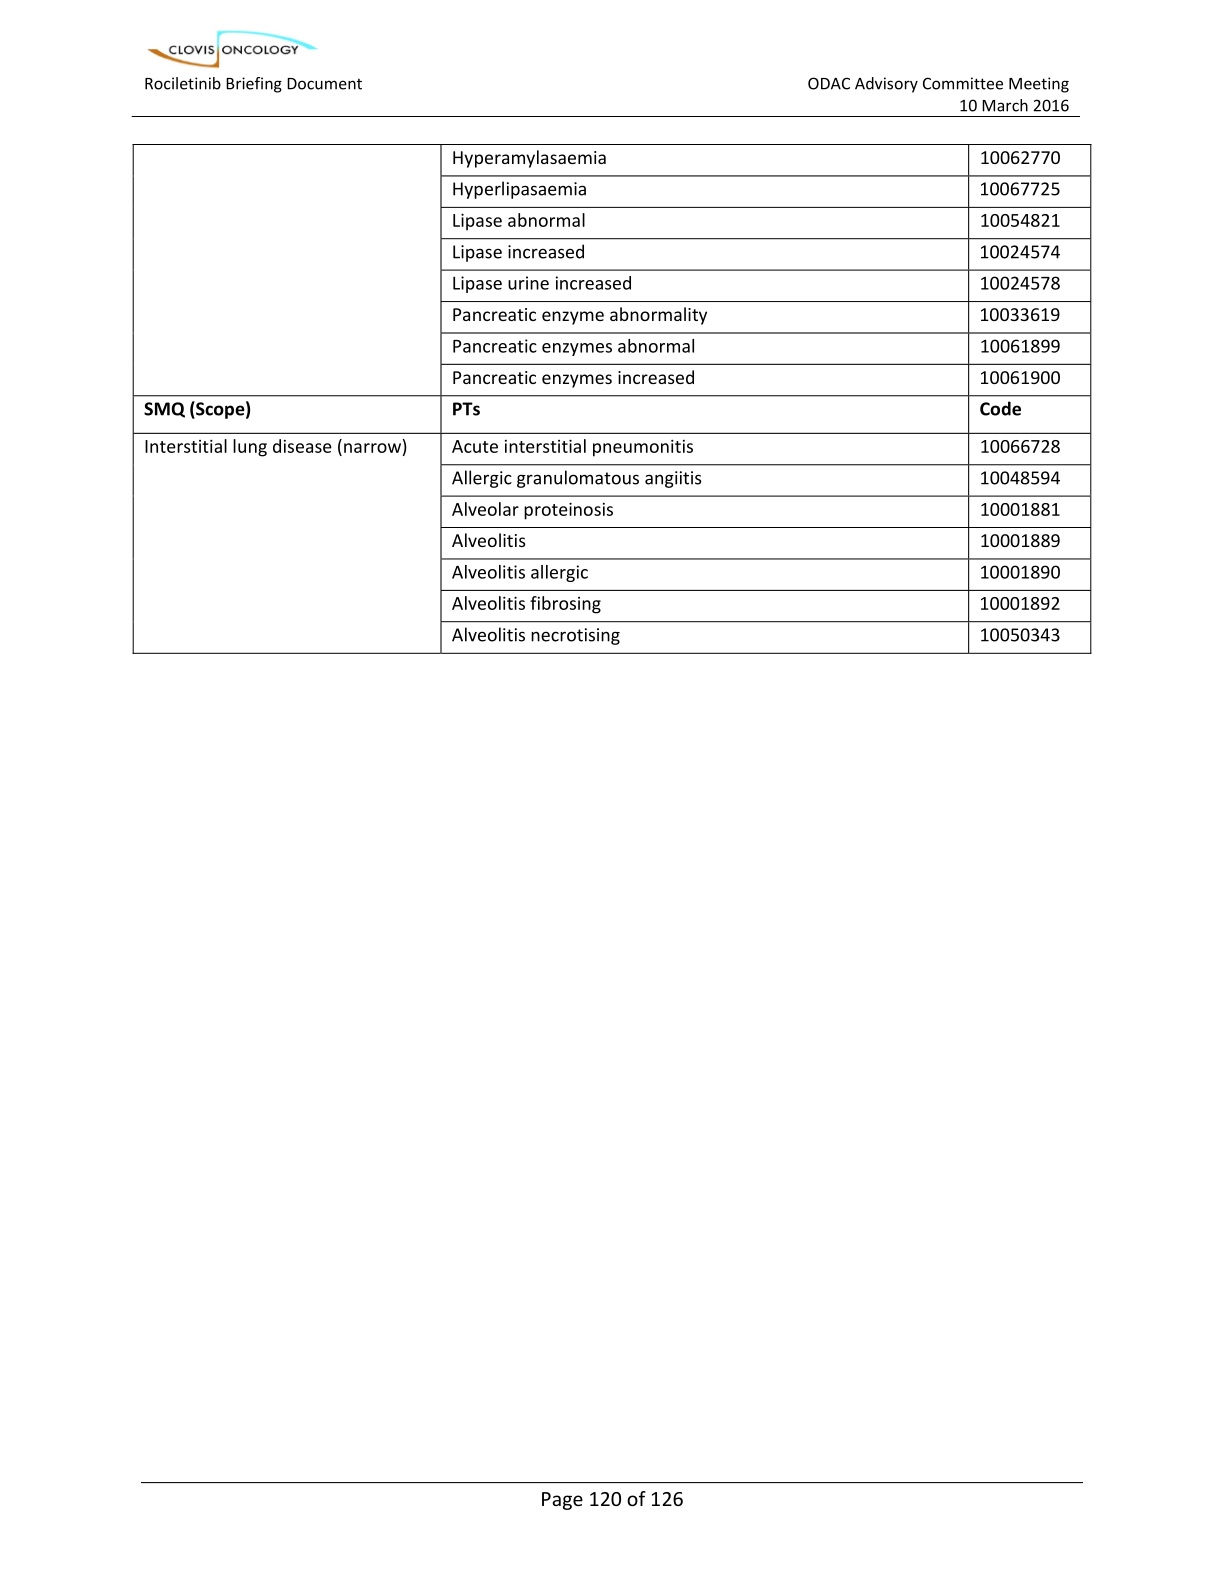 CLOVIS ONCOLOGY
Rociletinib Briefing Document ODAC Advisory Committee Meeting
10 March 2016
Hyperamylasaemia 10062770
Hyperlipasaemia 10067725
Lipase abnormal 10054821
Lipase increased 10024574
Lipase urine increased 10024578
Pancreatic enzyme abnormality 10033619
Pancreatic enzymes abnormal 10061899
Pancreatic enzymes increased 10061900
SMQ (Scope) PTs Code
Interstitial lung disease (narrow) Acute interstitial pneumonitis 10066728
Allergic granulomatous angiitis 10048594
Alveolar proteinosis 10001881
Alveolitis 10001889
Alveolitis allergic 10001890
Alveolitis fibrosing 10001892
Alveolitis necrotising 10050343
Page 120 of 126